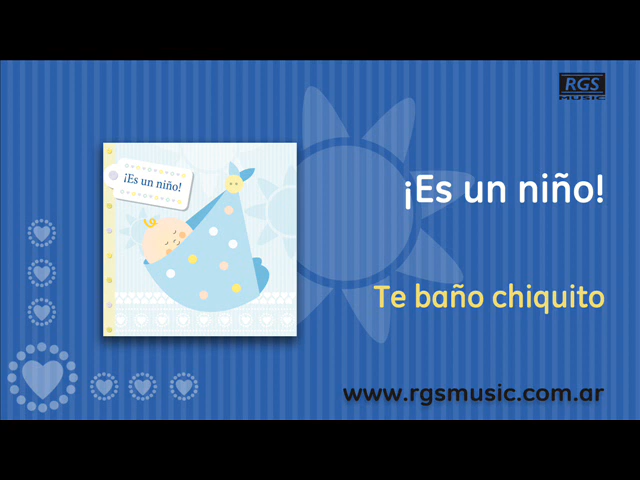 RGS
MUSIC
¡Es un niño!
¡Es un niño!
Te baño chiquito
www.rgsmusic.com.ar